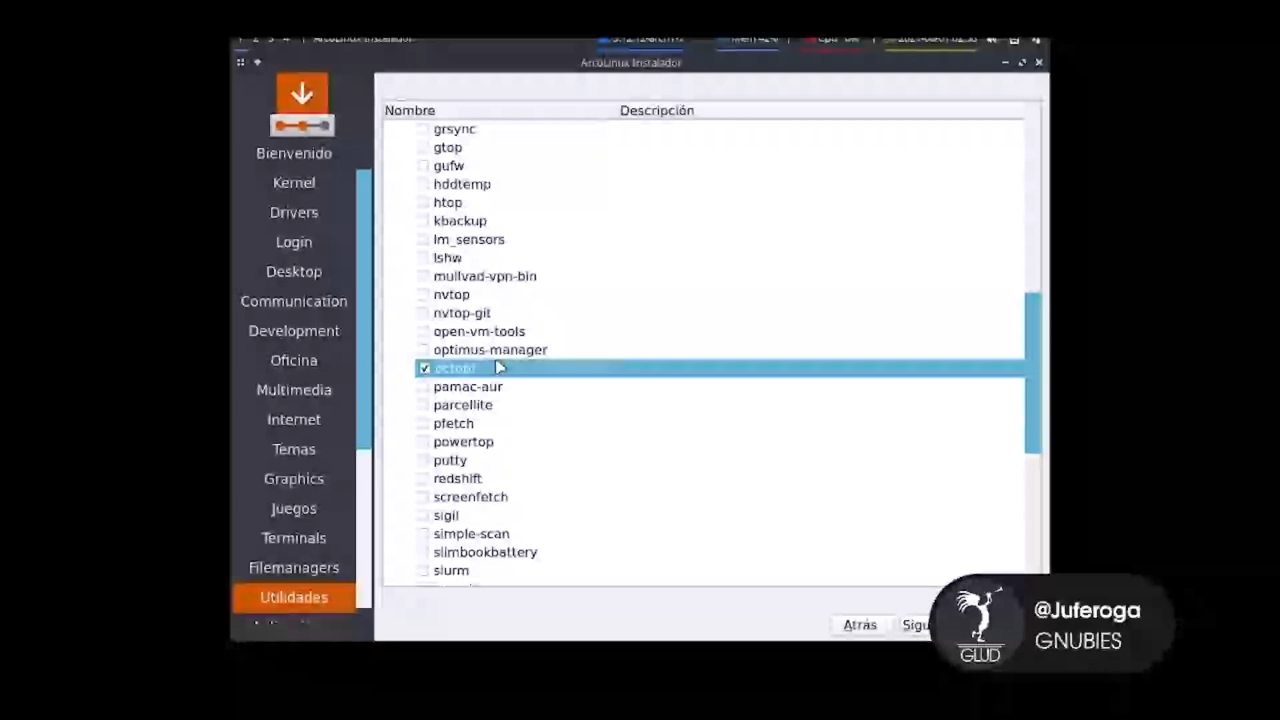 ArcoLinux Instalador
Nombre
Descripción
Bienvenido
Kernel
Drivers
Login
Desktop
Communication
Development
Oficina
Multimedia
Internet
Temas
Graphics
Juegos
Terminals
Filemanagers
Utilidades
grsync
gtop
gufw
hddtemp
htop
kbackup
lm_sensors
lshw
mullvad-vpn-bin
nvtop
nvtop-git
open-vm-tools
optimus-manager
octopi
pamac-aur
parcellite
pfetch
powertop
putty
redshift
screenfetch
sigil
simple-scan
slimbookbattery
slurm
Atrás
Sigu
@Juferoga
GNUBIES
GLUD